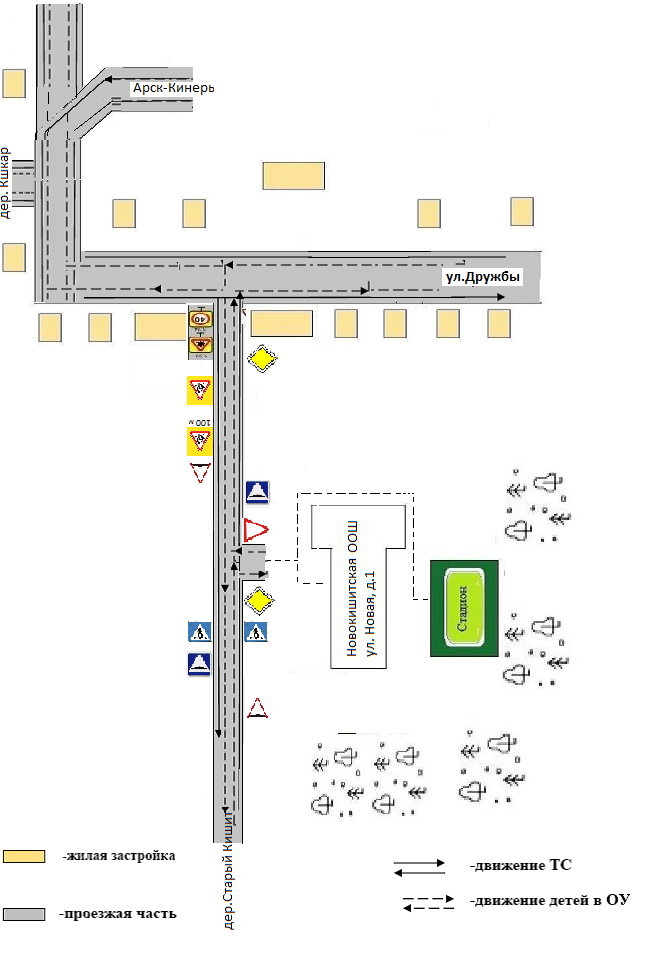 Арск-Кинерь
дер. Кшкар
ул.Дружбы
40
100 м
Новокишитская ООШ
ул. Новая, д.1
Стадион
дер.Старый Кишит
-жилая застройка
-проезжая часть
-движение ТС
-движение детей в ОУ